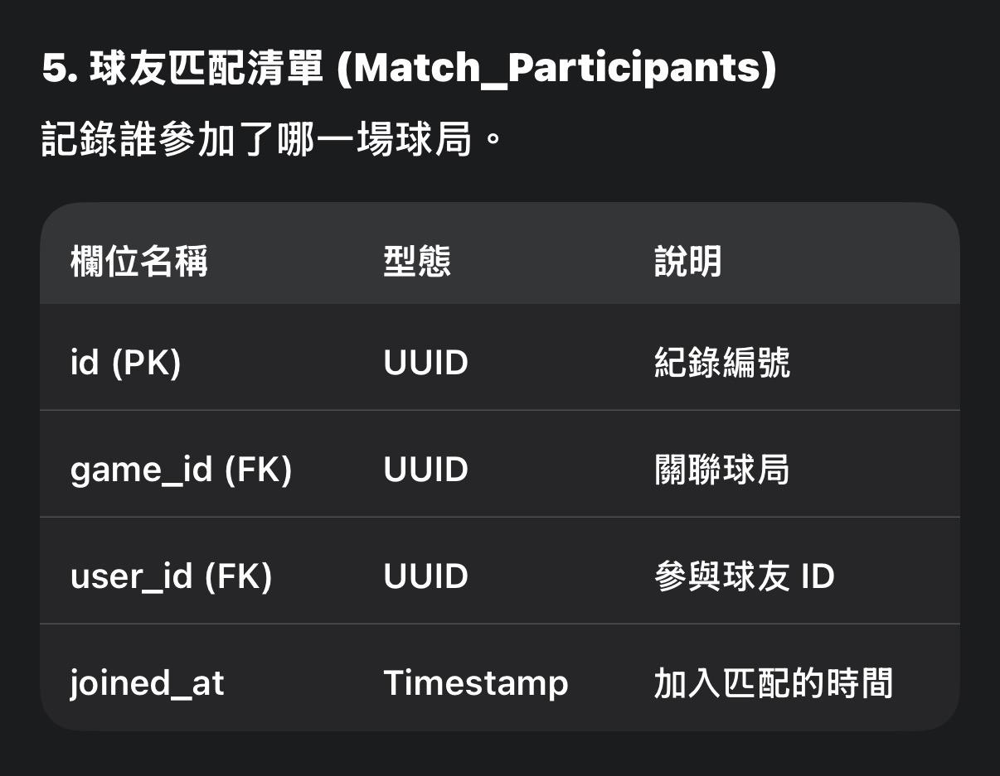 5. 球友匹配清單 (Match_Participants)
記錄誰參加了哪一場球局。
欄位名稱 型態 說明
id (PK) UUID 紀錄編號
game_id (FK) UUID 關聯球局
user_id (FK) UUID 參與球友 ID
joined_at Timestamp 加入匹配的時間